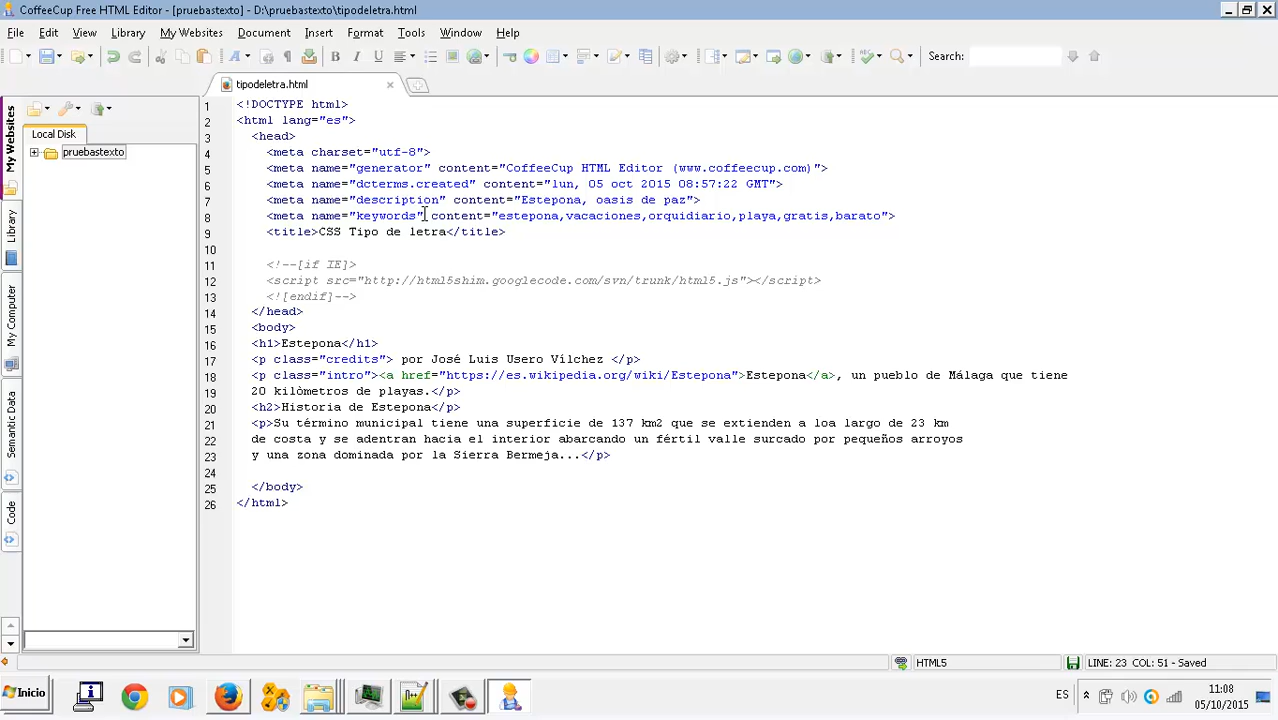 CoffeeCup Free HTML Editor - [pruebastexto] - D:\pruebastexto\tipodeletra.html
File Edit View Library My Websites Document Insert Format Tools Window Help
B I U Search:
tipodeletra.html
My Websites
Library
My Computer
Semantic Data
Code
Local Disk
pruebastexto
1 <!DOCTYPE html>
2 <html lang="es">
3 <head>
4 <meta charset="utf-8">
5 <meta name="generator" content="CoffeeCup HTML Editor (www.coffeecup.com)">
6 <meta name="dcterms.created" content="lun, 05 oct 2015 08:57:22 GMT">
7 <meta name="description" content="Estepona, oasis de paz">
8 <meta name="keywords" content="estepona,vacaciones,orquidiario,playa,gratis,barato">
9 <title>CSS Tipo de letra</title>
10
11 <!--[if IE]>
12 <script src="http://html5shim.googlecode.com/svn/trunk/html5.js"></script>
13 <![endif]-->
14 </head>
15 <body>
16 <h1>Estepona</h1>
17 <p class="credits"> por José Luis Usero Vílchez </p>
18 <p class="intro"><a href="https://es.wikipedia.org/wiki/Estepona">Estepona</a>, un pueblo de Málaga que tiene
19 20 kilòmetros de playas.</p>
20 <h2>Historia de Estepona</p>
21 <p>Su término municipal tiene una superficie de 137 km2 que se extienden a loa largo de 23 km
22 de costa y se adentran hacia el interior abarcando un fértil valle surcado por pequeños arroyos
23 y una zona dominada por la Sierra Bermeja...</p>
24
25 </body>
26 </html>
HTML5 LINE: 23 COL: 51 - Saved
Inicio ES 11:08
05/10/2015